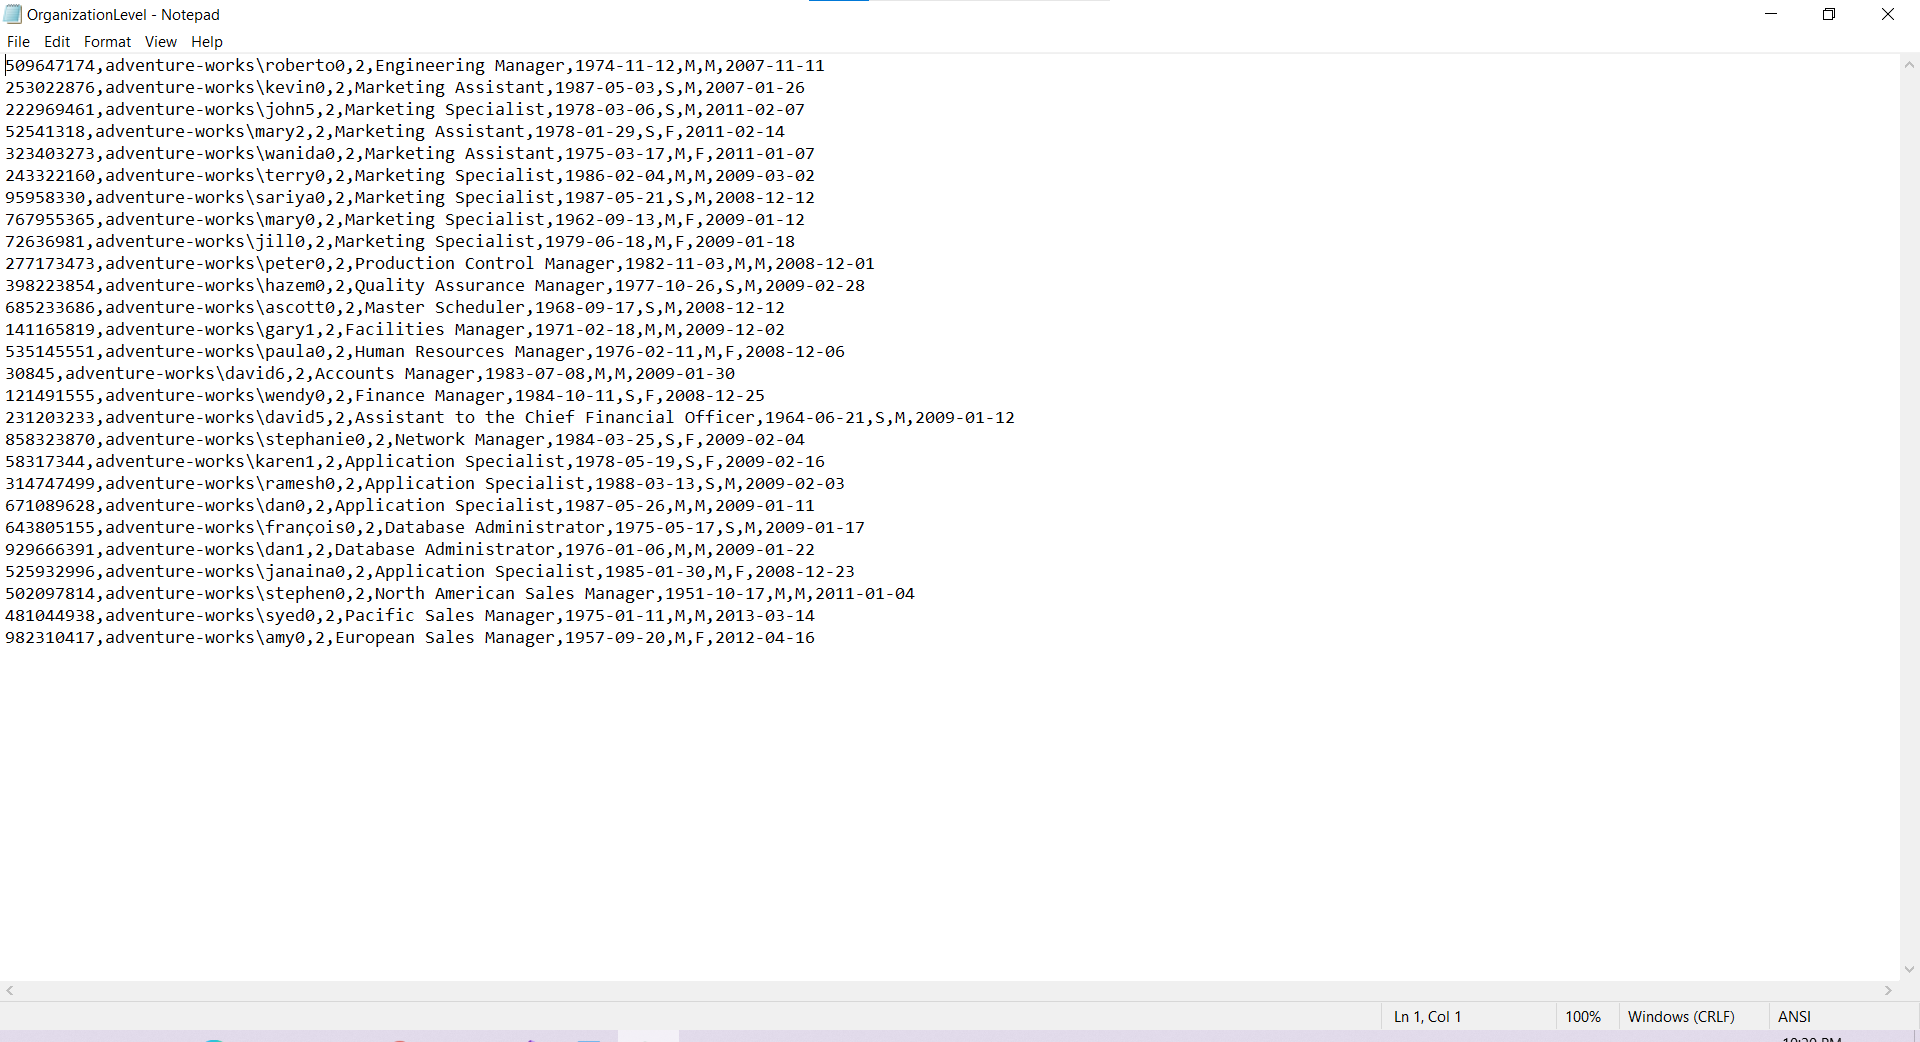 OrganizationLevel - Notepad
File Edit Format View Help
509647174,adventure-works\roberto0,2,Engineering Manager,1974-11-12,M,M,2007-11-11
253022876,adventure-works\kevin0,2,Marketing Assistant,1987-05-03,S,M,2007-01-26
222969461,adventure-works\john5,2,Marketing Specialist,1978-03-06,S,M,2011-02-07
52541318,adventure-works\mary2,2,Marketing Assistant,1978-01-29,S,F,2011-02-14
323403273,adventure-works\wanida0,2,Marketing Assistant,1975-03-17,M,F,2011-01-07
243322160,adventure-works\terry0,2,Marketing Specialist,1986-02-04,M,M,2009-03-02
95958330,adventure-works\sariya0,2,Marketing Specialist,1987-05-21,S,M,2008-12-12
767955365,adventure-works\mary0,2,Marketing Specialist,1962-09-13,M,F,2009-01-12
72636981,adventure-works\jill0,2,Marketing Specialist,1979-06-18,M,F,2009-01-18
277173473,adventure-works\peter0,2,Production Control Manager,1982-11-03,M,M,2008-12-01
398223854,adventure-works\hazem0,2,Quality Assurance Manager,1977-10-26,S,M,2009-02-28
685233686,adventure-works\ascott0,2,Master Scheduler,1968-09-17,S,M,2008-12-12
141165819,adventure-works\gary1,2,Facilities Manager,1971-02-18,M,M,2009-12-02
535145551,adventure-works\paula0,2,Human Resources Manager,1976-02-11,M,F,2008-12-06
30845,adventure-works\david6,2,Accounts Manager,1983-07-08,M,M,2009-01-30
121491555,adventure-works\wendy0,2,Finance Manager,1984-10-11,S,F,2008-12-25
231203233,adventure-works\david5,2,Assistant to the Chief Financial Officer,1964-06-21,S,M,2009-01-12
858323870,adventure-works\stephanie0,2,Network Manager,1984-03-25,S,F,2009-02-04
58317344,adventure-works\karen1,2,Application Specialist,1978-05-19,S,F,2009-02-16
314747499,adventure-works\ramesh0,2,Application Specialist,1988-03-13,S,M,2009-02-03
671089628,adventure-works\dan0,2,Application Specialist,1987-05-26,M,M,2009-01-11
643805155,adventure-works\françois0,2,Database Administrator,1975-05-17,S,M,2009-01-17
929666391,adventure-works\dan1,2,Database Administrator,1976-01-06,M,M,2009-01-22
525932996,adventure-works\janaina0,2,Application Specialist,1985-01-30,M,F,2008-12-23
502097814,adventure-works\stephen0,2,North American Sales Manager,1951-10-17,M,M,2011-01-04
481044938,adventure-works\syed0,2,Pacific Sales Manager,1975-01-11,M,M,2013-03-14
982310417,adventure-works\amy0,2,European Sales Manager,1957-09-20,M,F,2012-04-16
Ln 1, Col 1 100% Windows (CRLF) ANSI